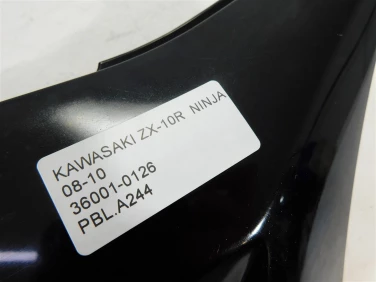 KAWASAKI ZX-10R NINJA
08-10
36001-0126
PBL.A244